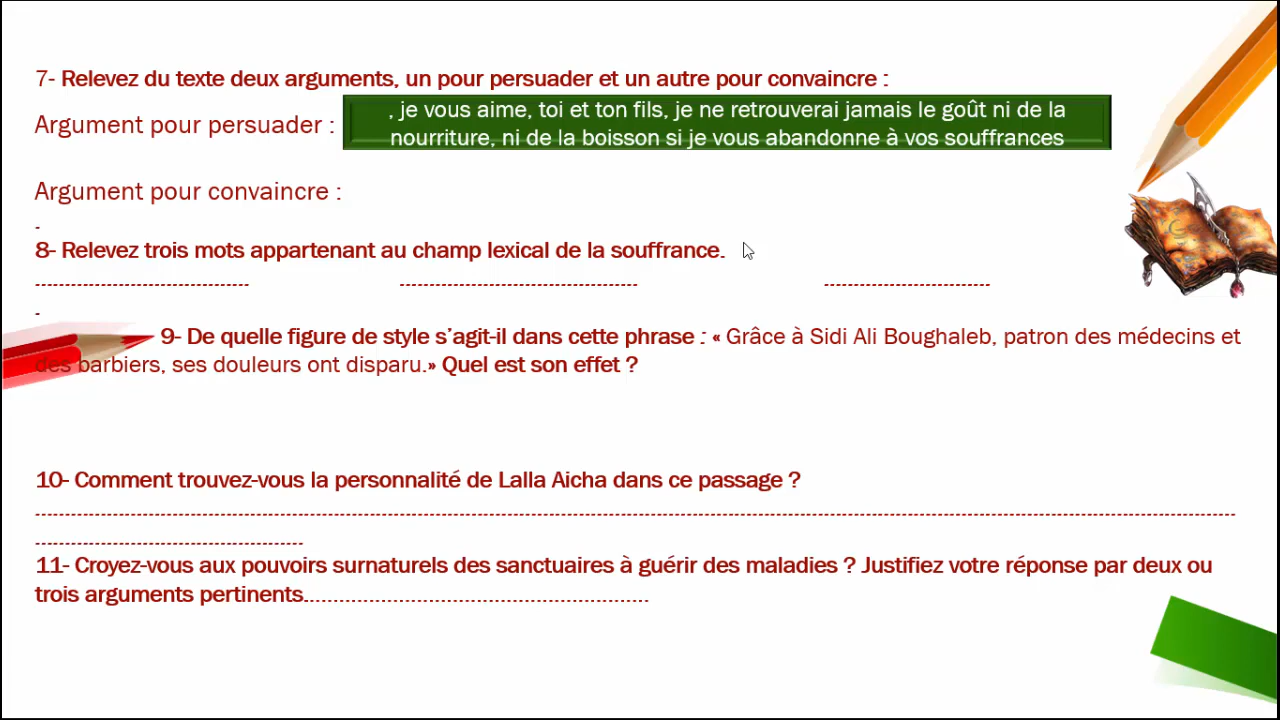 7- Relevez du texte deux arguments, un pour persuader et un autre pour convaincre :
Argument pour persuader :
, je vous aime, toi et ton fils, je ne retrouverai jamais le goût ni de la
nourriture, ni de la boisson si je vous abandonne à vos souffrances
Argument pour convaincre :
-
8- Relevez trois mots appartenant au champ lexical de la souffrance.
-
9- De quelle figure de style s’agit-il dans cette phrase : « Grâce à Sidi Ali Boughaleb, patron des médecins et
des barbiers, ses douleurs ont disparu.» Quel est son effet ?
10- Comment trouvez-vous la personnalité de Lalla Aicha dans ce passage ?
11- Croyez-vous aux pouvoirs surnaturels des sanctuaires à guérir des maladies ? Justifiez votre réponse par deux ou
trois arguments pertinents.